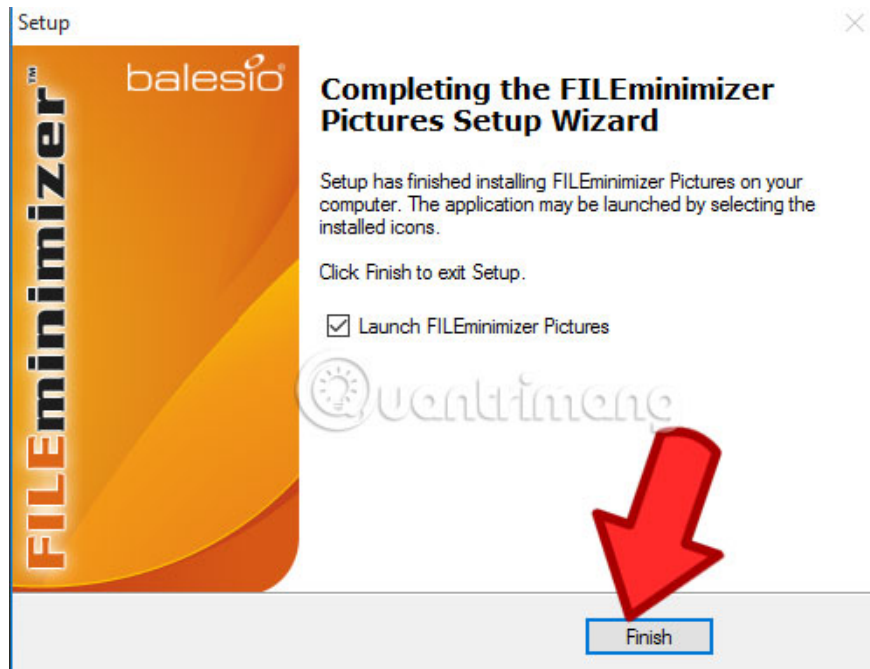 Setup
balesio
FILEminimizer™
Completing the FILEminimizer
Pictures Setup Wizard
Setup has finished installing FILEminimizer Pictures on your
computer. The application may be launched by selecting the
installed icons.
Click Finish to exit Setup.
Launch FILEminimizer Pictures
Quantrimang
Finish